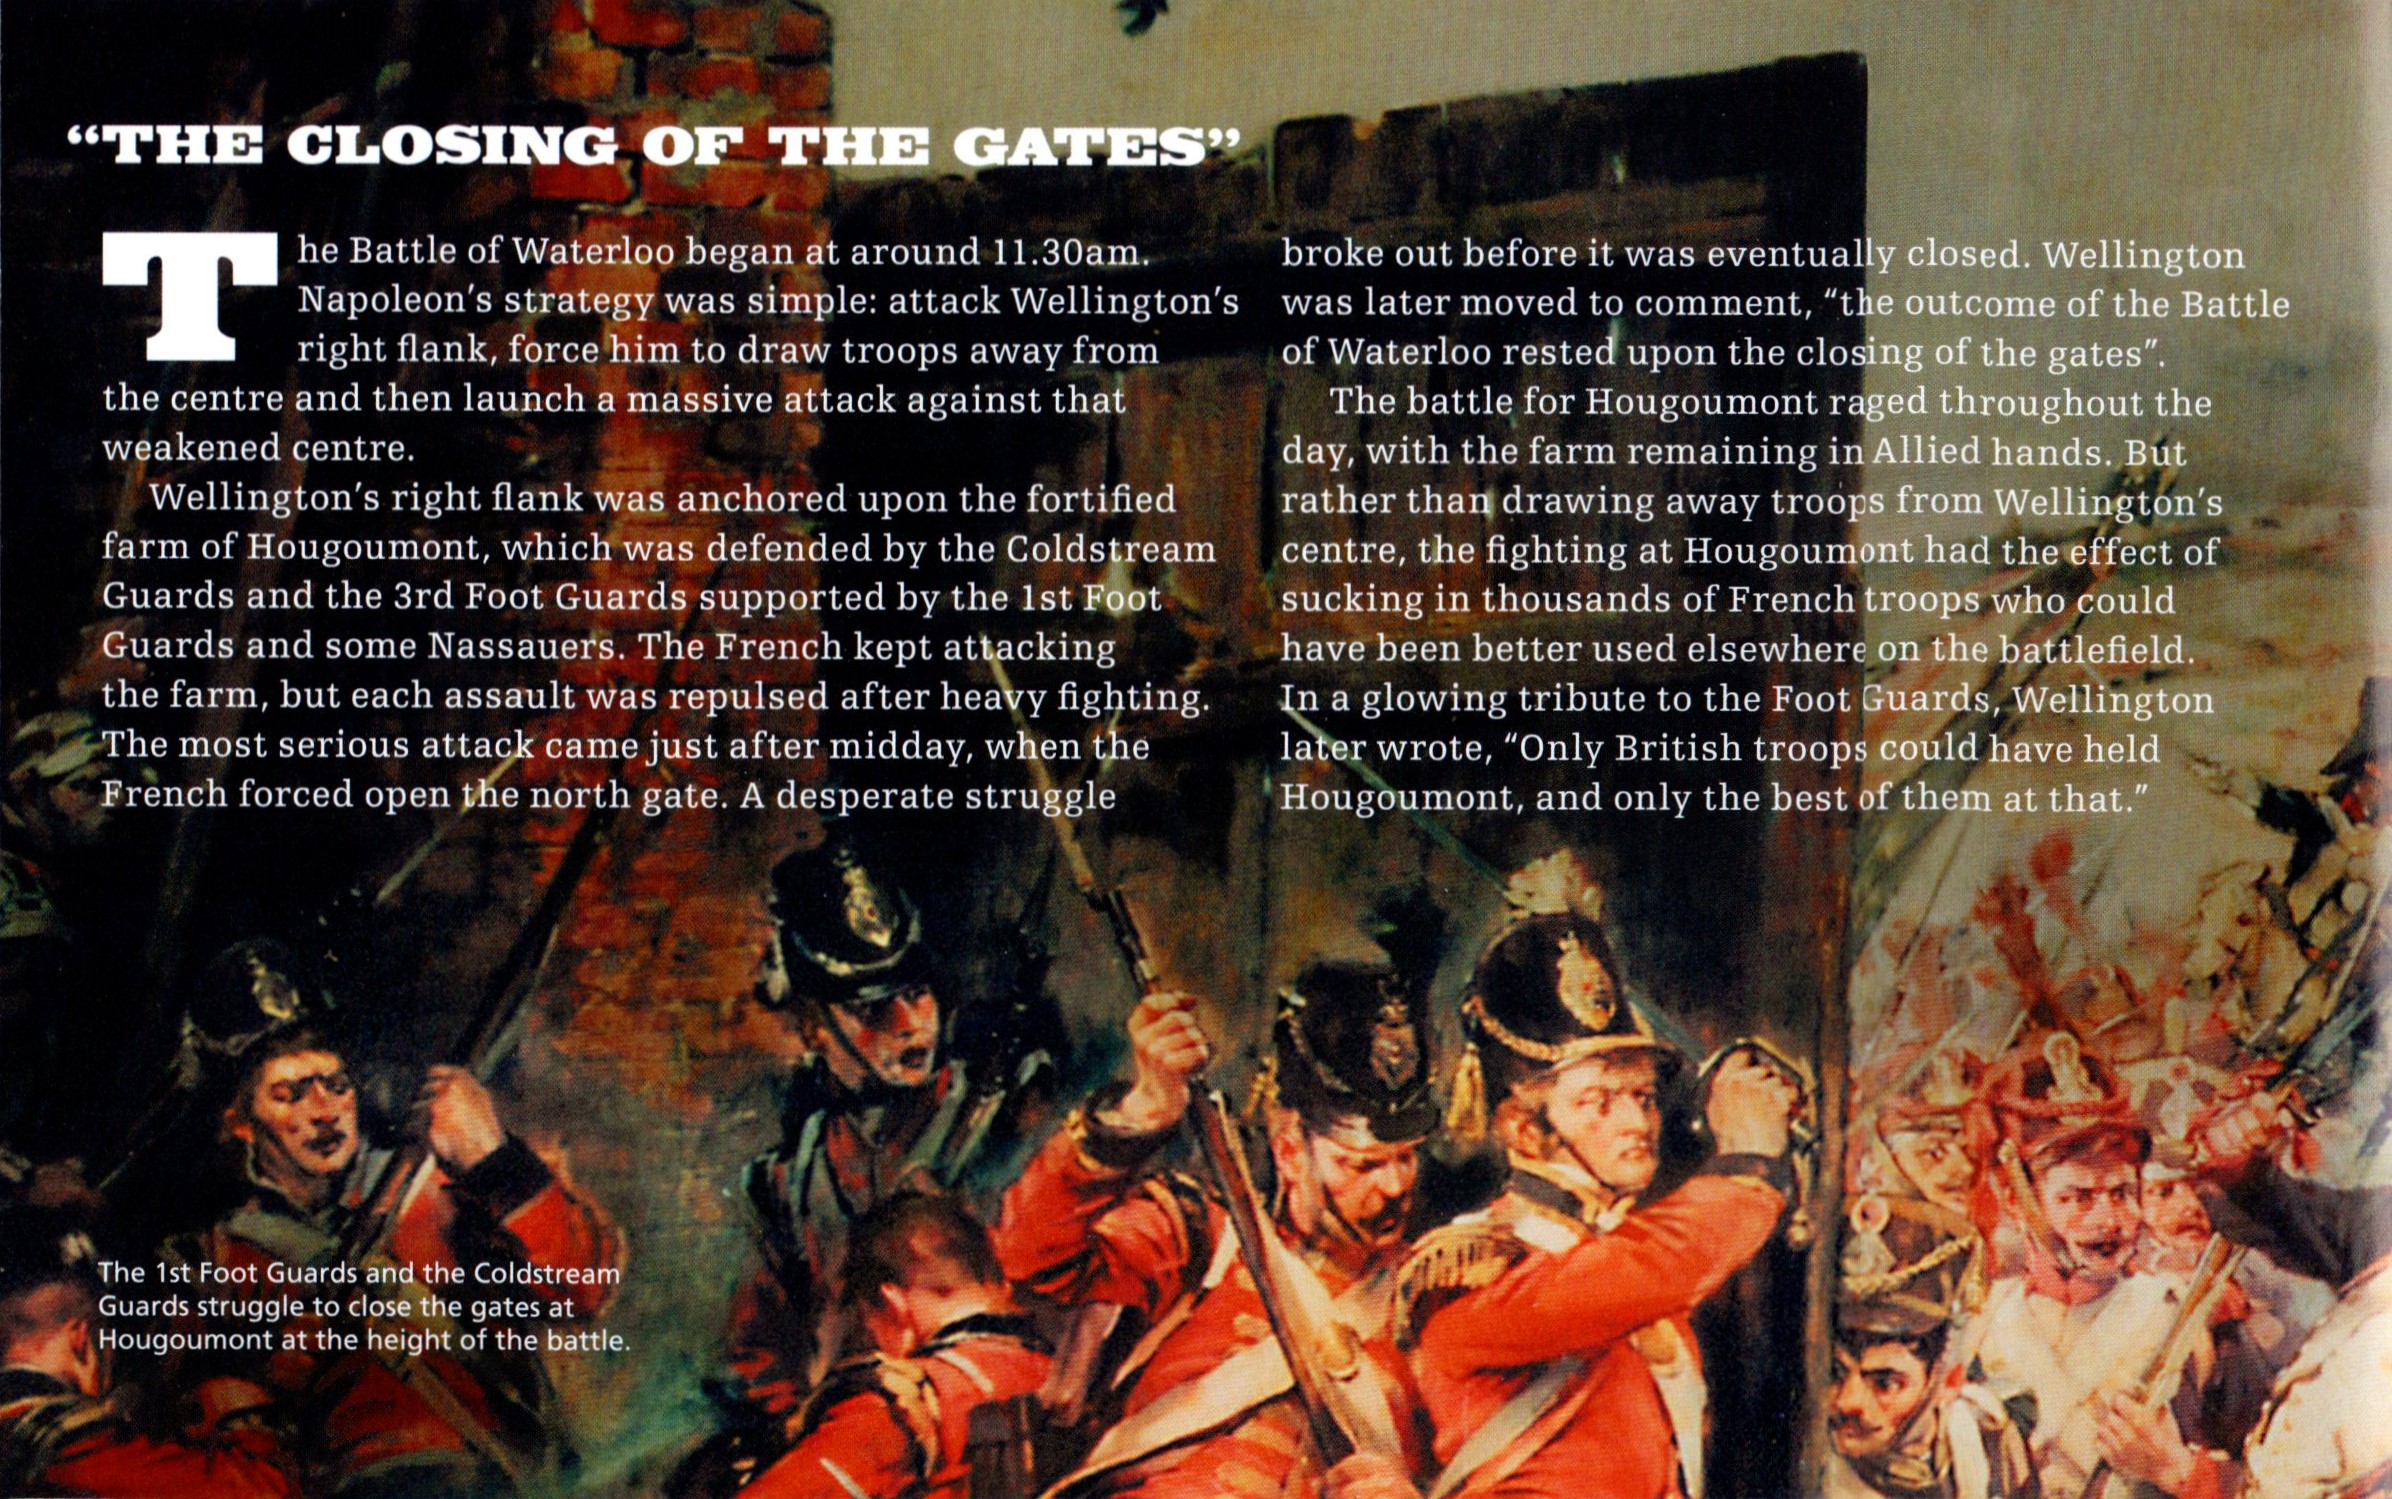 “THE CLOSING OF THE GATES”
The Battle of Waterloo began at around 11.30am.
Napoleon’s strategy was simple: attack Wellington’s
right flank, force him to draw troops away from
the centre and then launch a massive attack against that
weakened centre.
Wellington’s right flank was anchored upon the fortified
farm of Hougoumont, which was defended by the Coldstream
Guards and the 3rd Foot Guards supported by the 1st Foot
Guards and some Nassauers. The French kept attacking
the farm, but each assault was repulsed after heavy fighting.
The most serious attack came just after midday, when the
French forced open the north gate. A desperate struggle
broke out before it was eventually closed. Wellington
was later moved to comment, “the outcome of the Battle
of Waterloo rested upon the closing of the gates”.
The battle for Hougoumont raged throughout the
day, with the farm remaining in Allied hands. But
rather than drawing away troops from Wellington’s
centre, the fighting at Hougoumont had the effect of
sucking in thousands of French troops who could
have been better used elsewhere on the battlefield.
In a glowing tribute to the Foot Guards, Wellington
later wrote, “Only British troops could have held
Hougoumont, and only the best of them at that.”
The 1st Foot Guards and the Coldstream
Guards struggle to close the gates at
Hougoumont at the height of the battle.